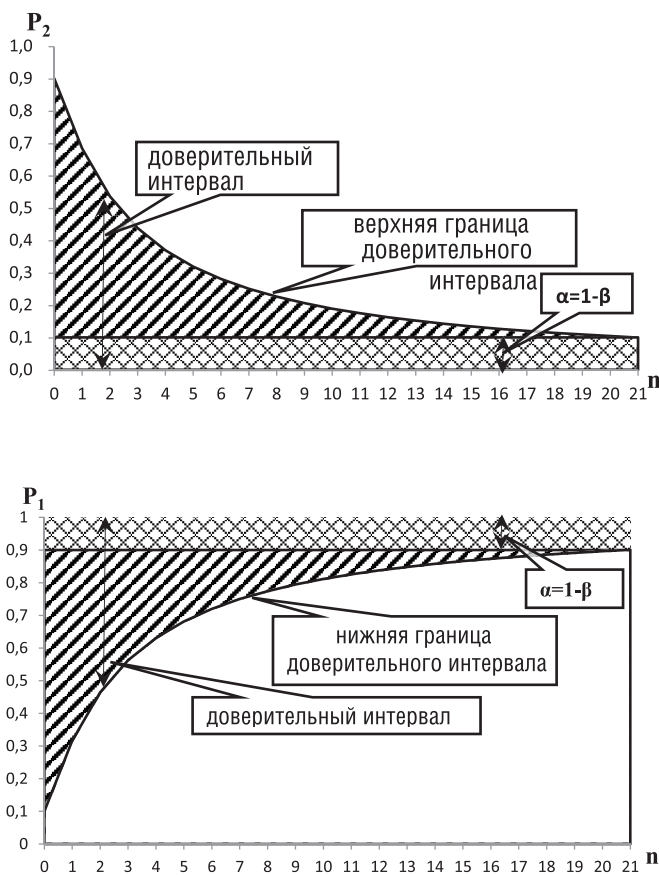 P2
1,0
0,9
0,8
0,7
0,6
0,5
0,4
0,3
0,2
0,1
0,0
доверительный
интервал
верхняя граница
доверительного
интервала
α=1-β
0 1 2 3 4 5 6 7 8 9 10 11 12 13 14 15 16 17 18 19 20 21 n
P1
1
0,9
0,8
0,7
0,6
0,5
0,4
0,3
0,2
0,1
0
α=1-β
нижняя граница
доверительного интервала
доверительный интервал
0 1 2 3 4 5 6 7 8 9 10 11 12 13 14 15 16 17 18 19 20 21 n